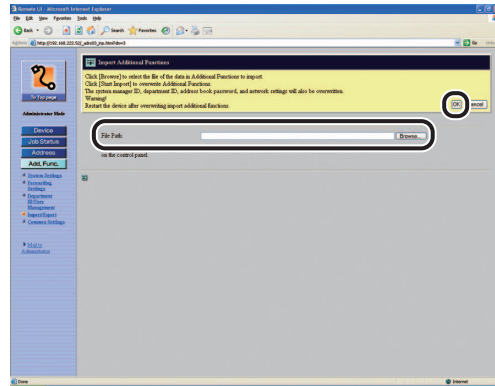 Remote UI - Microsoft Internet Explorer
File Edit View Favorites Tools Help
Back Search Favorites
Go
Import Additional Functions
Click [Browse] to select the file of the data in Additional Functions to import.
Click [Start Import] to overwrite Additional Functions.
The system manager ID, department ID, address book password, and network settings will also be overwritten.
Warning!
Restart the device after overwriting import additional functions.
OK ancel
To Top page
Administrator Mode
Device
Job Status
Address
Add. Func.
System Settings
Forwarding
Settings
Department
ID/User
Management
Import/Export
Common Settings
Mail to
Administrator
File Path:
Browse...
on the control panel.
Done
Internet